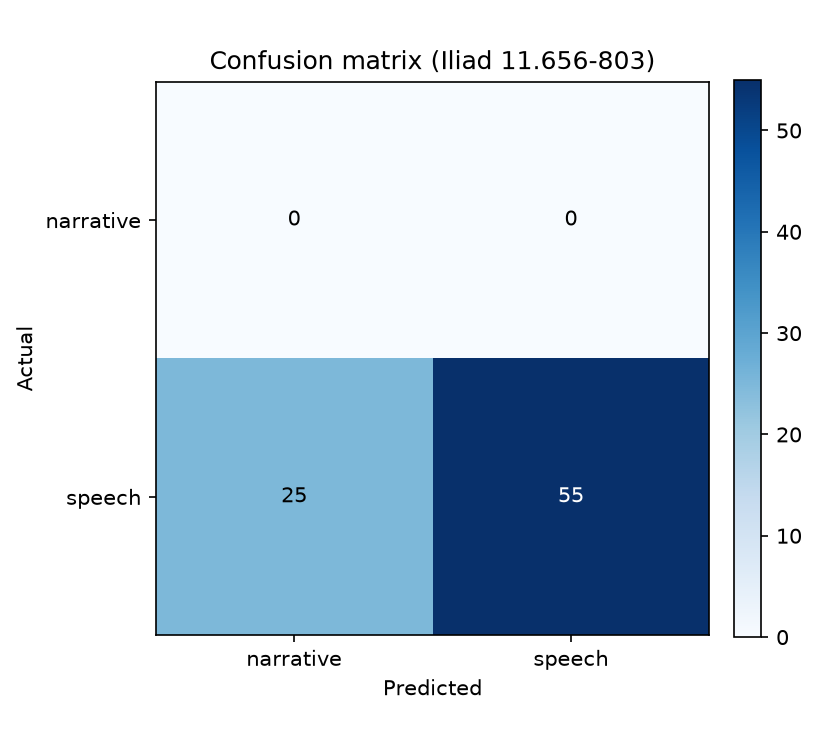 Confusion matrix (Iliad 11.656-803)
narrative
0
0
speech
25
55
Actual
narrative
speech
Predicted
50
40
30
20
10
0